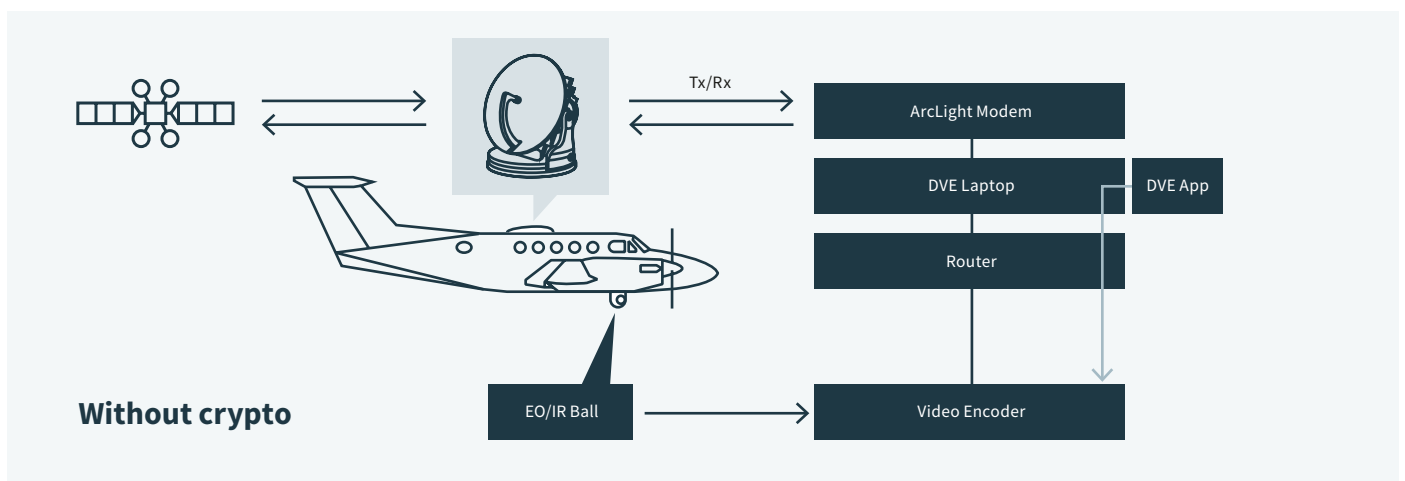 Tx/Rx
ArcLight Modem
DVE Laptop
DVE App
Router
Without crypto
EO/IR Ball
Video Encoder